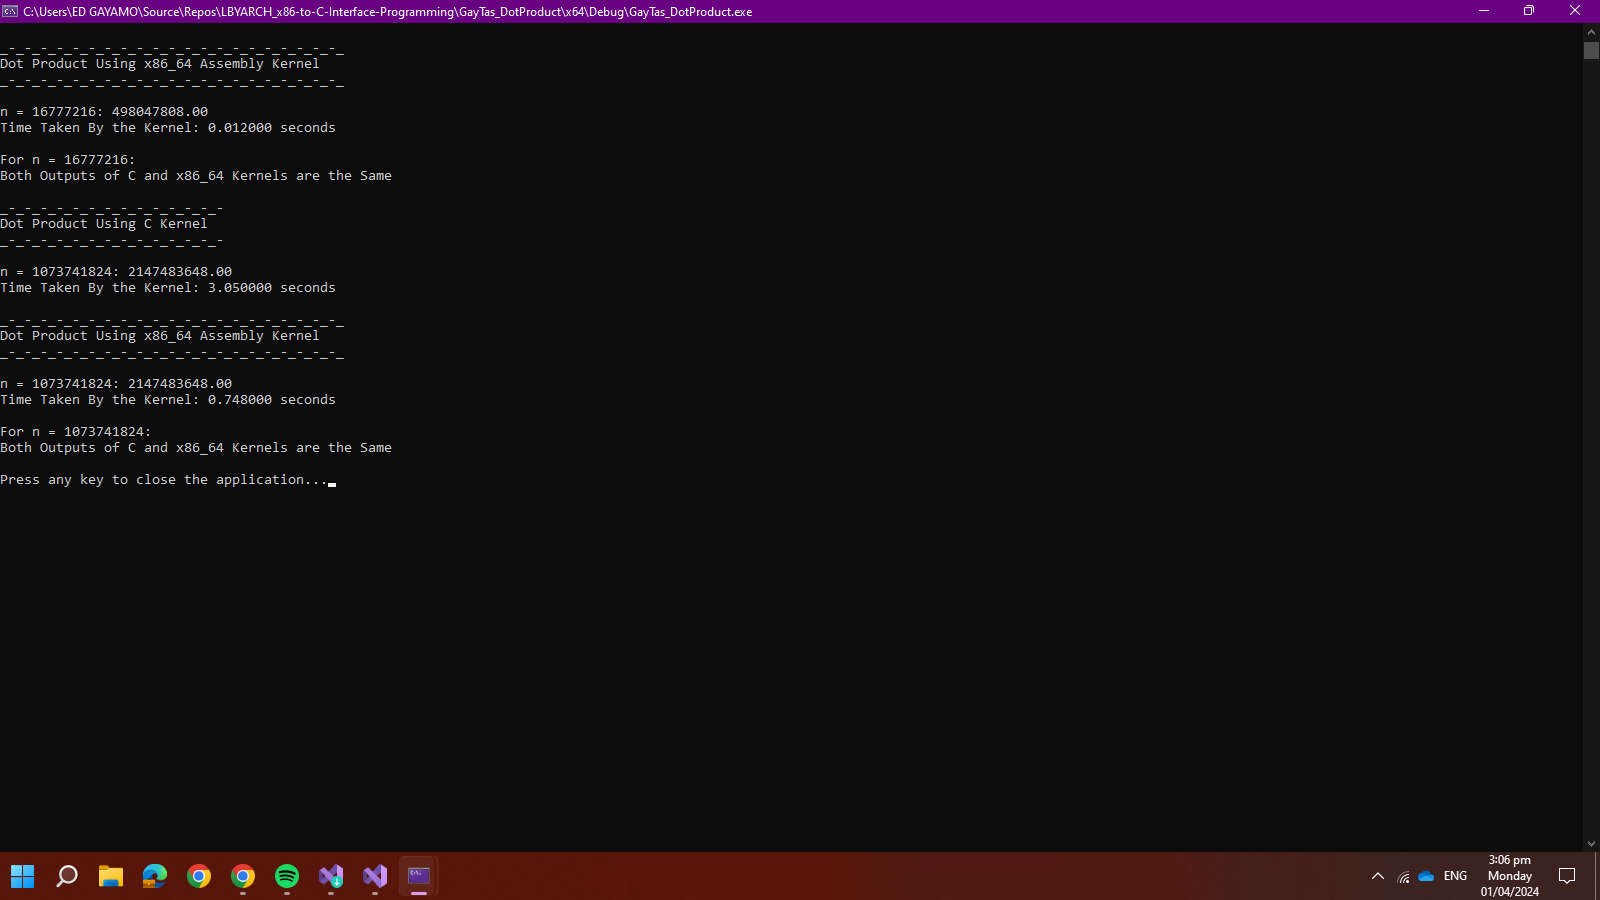 C:\Users\ED GAYAMO\Source\Repos\LBYARCH_x86-to-C-Interface-Programming\GayTas_DotProduct\x64\Debug\GayTas_DotProduct.exe
_-_-_-_-_-_-_-_-_-_-_-_-_-_-_-_-_-_-_-_-_-_
Dot Product Using x86_64 Assembly Kernel
_-_-_-_-_-_-_-_-_-_-_-_-_-_-_-_-_-_-_-_-_-_
n = 16777216: 498047808.00
Time Taken By the Kernel: 0.012000 seconds
For n = 16777216:
Both Outputs of C and x86_64 Kernels are the Same
_-_-_-_-_-_-_-_-_-_-_-_-_-_-
Dot Product Using C Kernel
_-_-_-_-_-_-_-_-_-_-_-_-_-_-
n = 1073741824: 2147483648.00
Time Taken By the Kernel: 3.050000 seconds
_-_-_-_-_-_-_-_-_-_-_-_-_-_-_-_-_-_-_-_-_-_
Dot Product Using x86_64 Assembly Kernel
_-_-_-_-_-_-_-_-_-_-_-_-_-_-_-_-_-_-_-_-_-_
n = 1073741824: 2147483648.00
Time Taken By the Kernel: 0.748000 seconds
For n = 1073741824:
Both Outputs of C and x86_64 Kernels are the Same
Press any key to close the application...
ENG
3:06 pm
Monday
01/04/2024